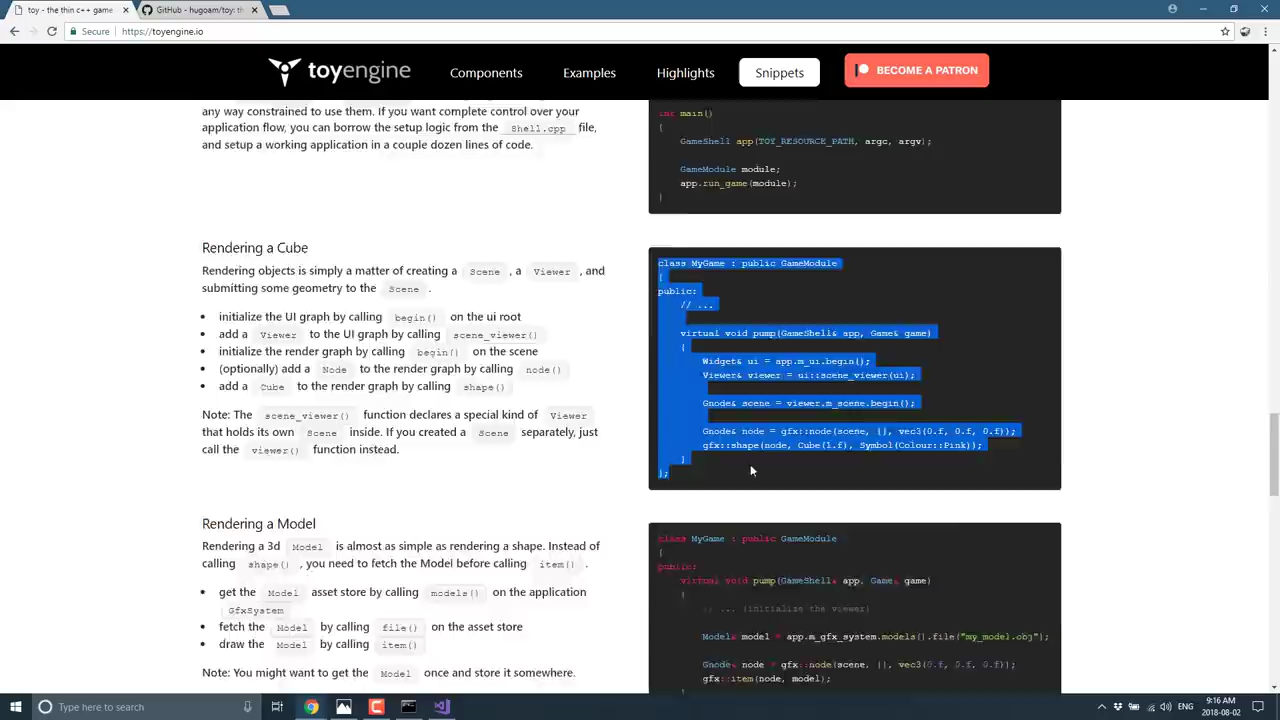 toy - the thin c++ game
GitHub - hugoam/toy: th
Secure
https://toyengine.io
toyengine
Components
Examples
Highlights
Snippets
BECOME A PATRON
any way constrained to use them. If you want complete control over your
application flow, you can borrow the setup logic from the Shell.cpp file,
and setup a working application in a couple dozen lines of code.
int main()
{
GameShell app(TOY_RESOURCE_PATH, argc, argv);
GameModule module;
app.run_game(module);
}
Rendering a Cube
Rendering objects is simply a matter of creating a Scene , a Viewer , and
submitting some geometry to the Scene .
• initialize the UI graph by calling begin() on the ui root
• add a Viewer to the UI graph by calling scene_viewer()
• initialize the render graph by calling begin() on the scene
• (optionally) add a Node to the render graph by calling node()
• add a Cube to the render graph by calling shape()
Note: The scene_viewer() function declares a special kind of Viewer
that holds its own Scene inside. If you created a Scene separately, just
call the viewer() function instead.
class MyGame : public GameModule
{
public:
// ...
virtual void pump(GameShell& app, Game& game)
{
Widget& ui = app.m_ui.begin();
Viewer& viewer = ui::scene_viewer(ui);
Gnode& scene = viewer.m_scene.begin();
Gnode& node = gfx::node(scene, {}, vec3(0.f, 0.f, 0.f));
gfx::shape(node, Cube(1.f), Symbol(Colour::Pink));
}
};
Rendering a Model
Rendering a 3d Model is almost as simple as rendering a shape. Instead of
calling shape() , you need to fetch the Model before calling item() .
• get the Model asset store by calling models() on the application
GfxSystem
• fetch the Model by calling file() on the asset store
• draw the Model by calling item()
Note: You might want to get the Model once and store it somewhere.
class MyGame : public GameModule
{
public:
virtual void pump(GameShell& app, Game& game)
{
// ... (initialize the viewer)
Model& model = app.m_gfx_system.models().file("my_model.obj");
Gnode& node = gfx::node(scene, {}, vec3(0.f, 0.f, 0.f));
gfx::item(node, model);
}
Type here to search
ENG
9:16 AM
2018-08-02